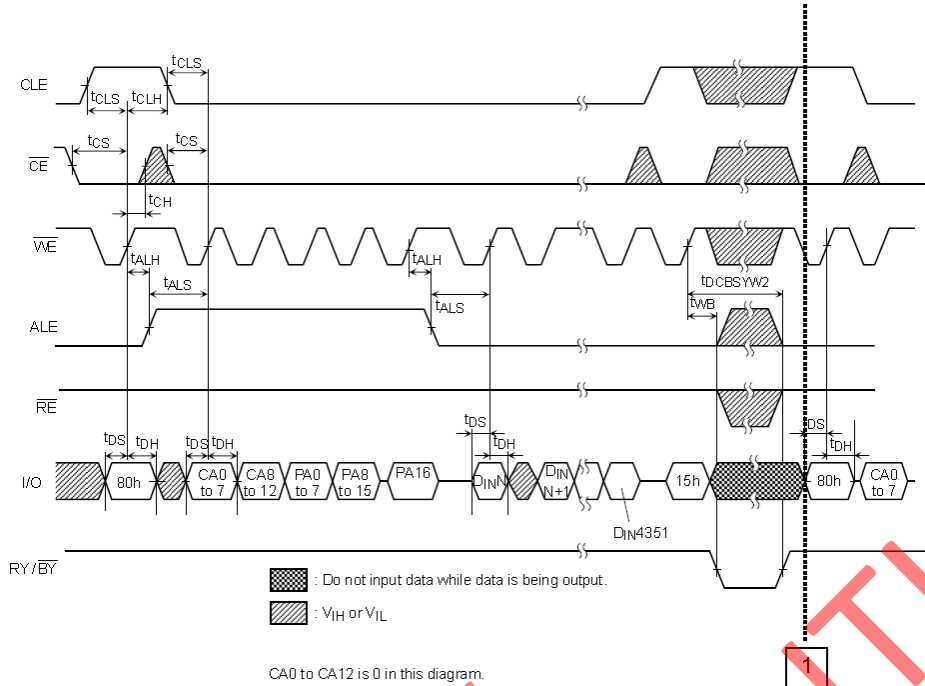 tCLS
CLE
tCLS tCLH
tCS tCS
CE
tCH
WE
tALH tALH
tDCBSYW2
tALS tALS
tWB
ALE
RE
tDS tDH tDS tDH tDS tDH DS tDH
I/O
80h
CA0 to 7
CA8 to 12
PA0 to 7
PA8 to 15
PA16
DINN
DIN N+1
15h
80h
CA0 to 7
DIN4351
RY/BY
: Do not input data while data is being output.
: VIH or VIL
CA0 to CA12 is 0 in this diagram.
1